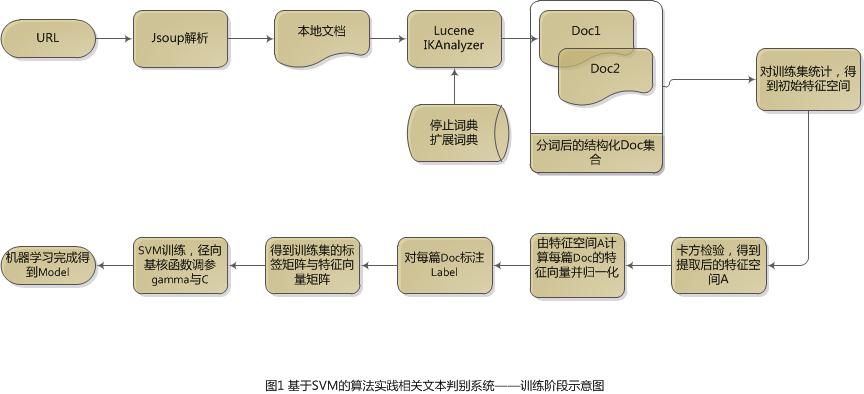 URL
Jsoup解析
本地文档
Lucene
IKAnalyzer
停止词典
扩展词典
Doc1
Doc2
分词后的结构化Doc集
合
对训练集统计，得
到初始特征空间
卡方检验，得到
提取后的特征空
间A
由特征空间A计
算每篇Doc的特
征向量并归一化
对每篇Doc标注
Label
得到训练集的标
签矩阵与特征向
量矩阵
SVM训练，径向
基核函数调参
gamma与C
机器学习完成得
到Model
图1 基于SVM的算法实践相关文本判别系统——训练阶段示意图